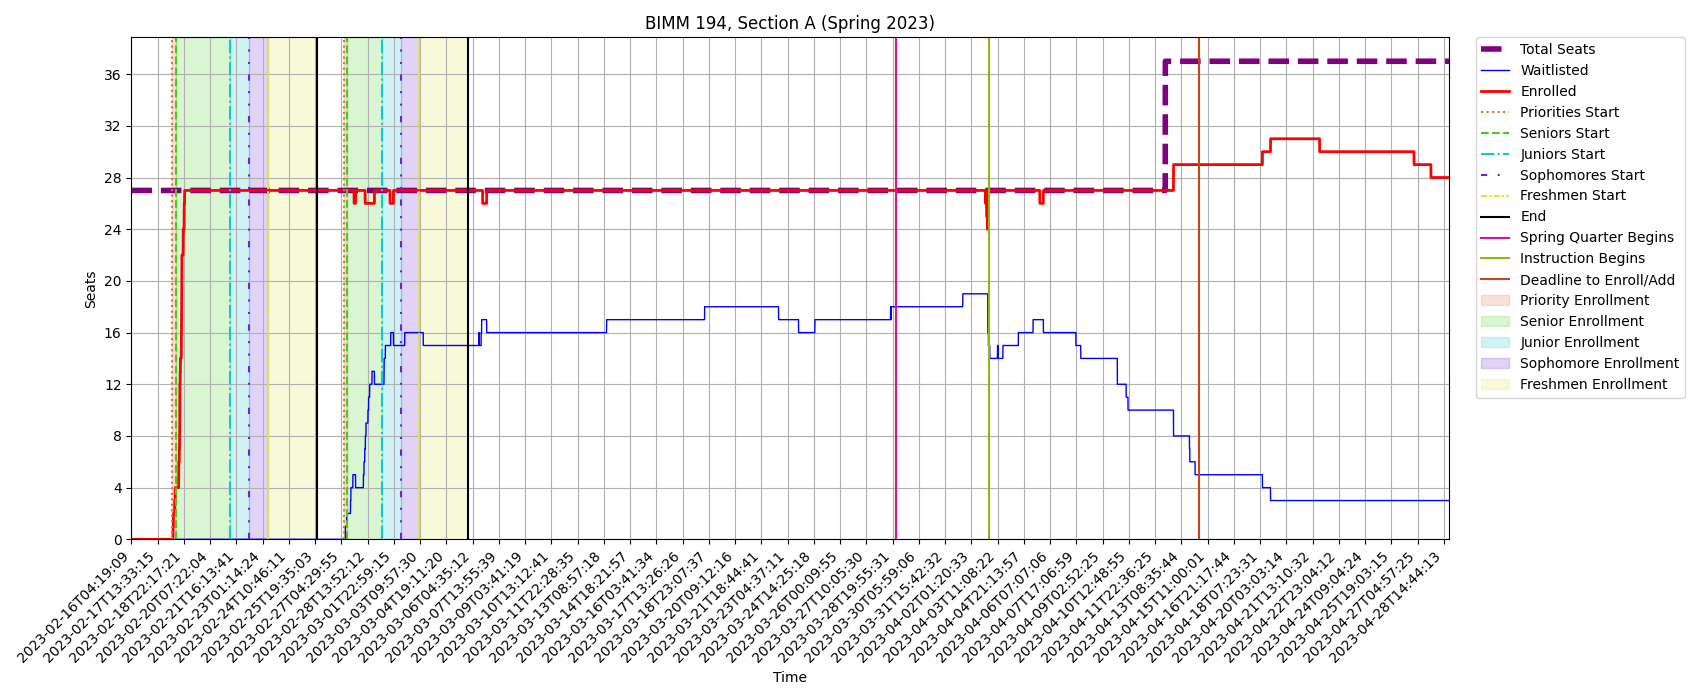 BIMM 194, Section A (Spring 2023)
Seats
36
32
28
24
20
16
12
8
4
0
2023-02-16T04:19:09
2023-02-17T13:33:15
2023-02-18T22:17:21
2023-02-20T07:22:04
2023-02-21T16:13:41
2023-02-23T01:14:24
2023-02-24T10:46:11
2023-02-25T19:35:03
2023-02-27T04:29:55
2023-02-28T13:52:12
2023-03-01T22:59:15
2023-03-03T09:57:30
2023-03-04T19:11:20
2023-03-06T04:35:12
2023-03-07T13:55:39
2023-03-09T03:41:19
2023-03-10T13:12:41
2023-03-11T22:28:35
2023-03-13T08:57:18
2023-03-14T18:21:57
2023-03-16T03:41:34
2023-03-17T13:26:26
2023-03-18T23:07:37
2023-03-20T09:12:16
2023-03-21T18:44:41
2023-03-23T04:37:11
2023-03-24T14:25:18
2023-03-26T00:09:55
2023-03-27T10:05:30
2023-03-28T19:55:31
2023-03-30T05:59:06
2023-03-31T15:42:32
2023-04-02T01:20:33
2023-04-03T11:08:22
2023-04-04T21:13:57
2023-04-06T07:07:06
2023-04-07T17:06:59
2023-04-09T02:52:25
2023-04-10T12:48:55
2023-04-11T22:36:25
2023-04-13T08:35:44
2023-04-15T11:00:01
2023-04-16T21:17:44
2023-04-18T07:23:31
2023-04-20T03:03:14
2023-04-22T13:10:32
2023-04-22T23:04:12
2023-04-24T09:04:24
2023-04-25T19:03:15
2023-04-27T04:57:25
2023-04-28T14:44:13
Time
Total Seats
Waitlisted
Enrolled
Priorities Start
Seniors Start
Juniors Start
Sophomores Start
Freshmen Start
End
Spring Quarter Begins
Instruction Begins
Deadline to Enroll/Add
Priority Enrollment
Senior Enrollment
Junior Enrollment
Sophomore Enrollment
Freshmen Enrollment